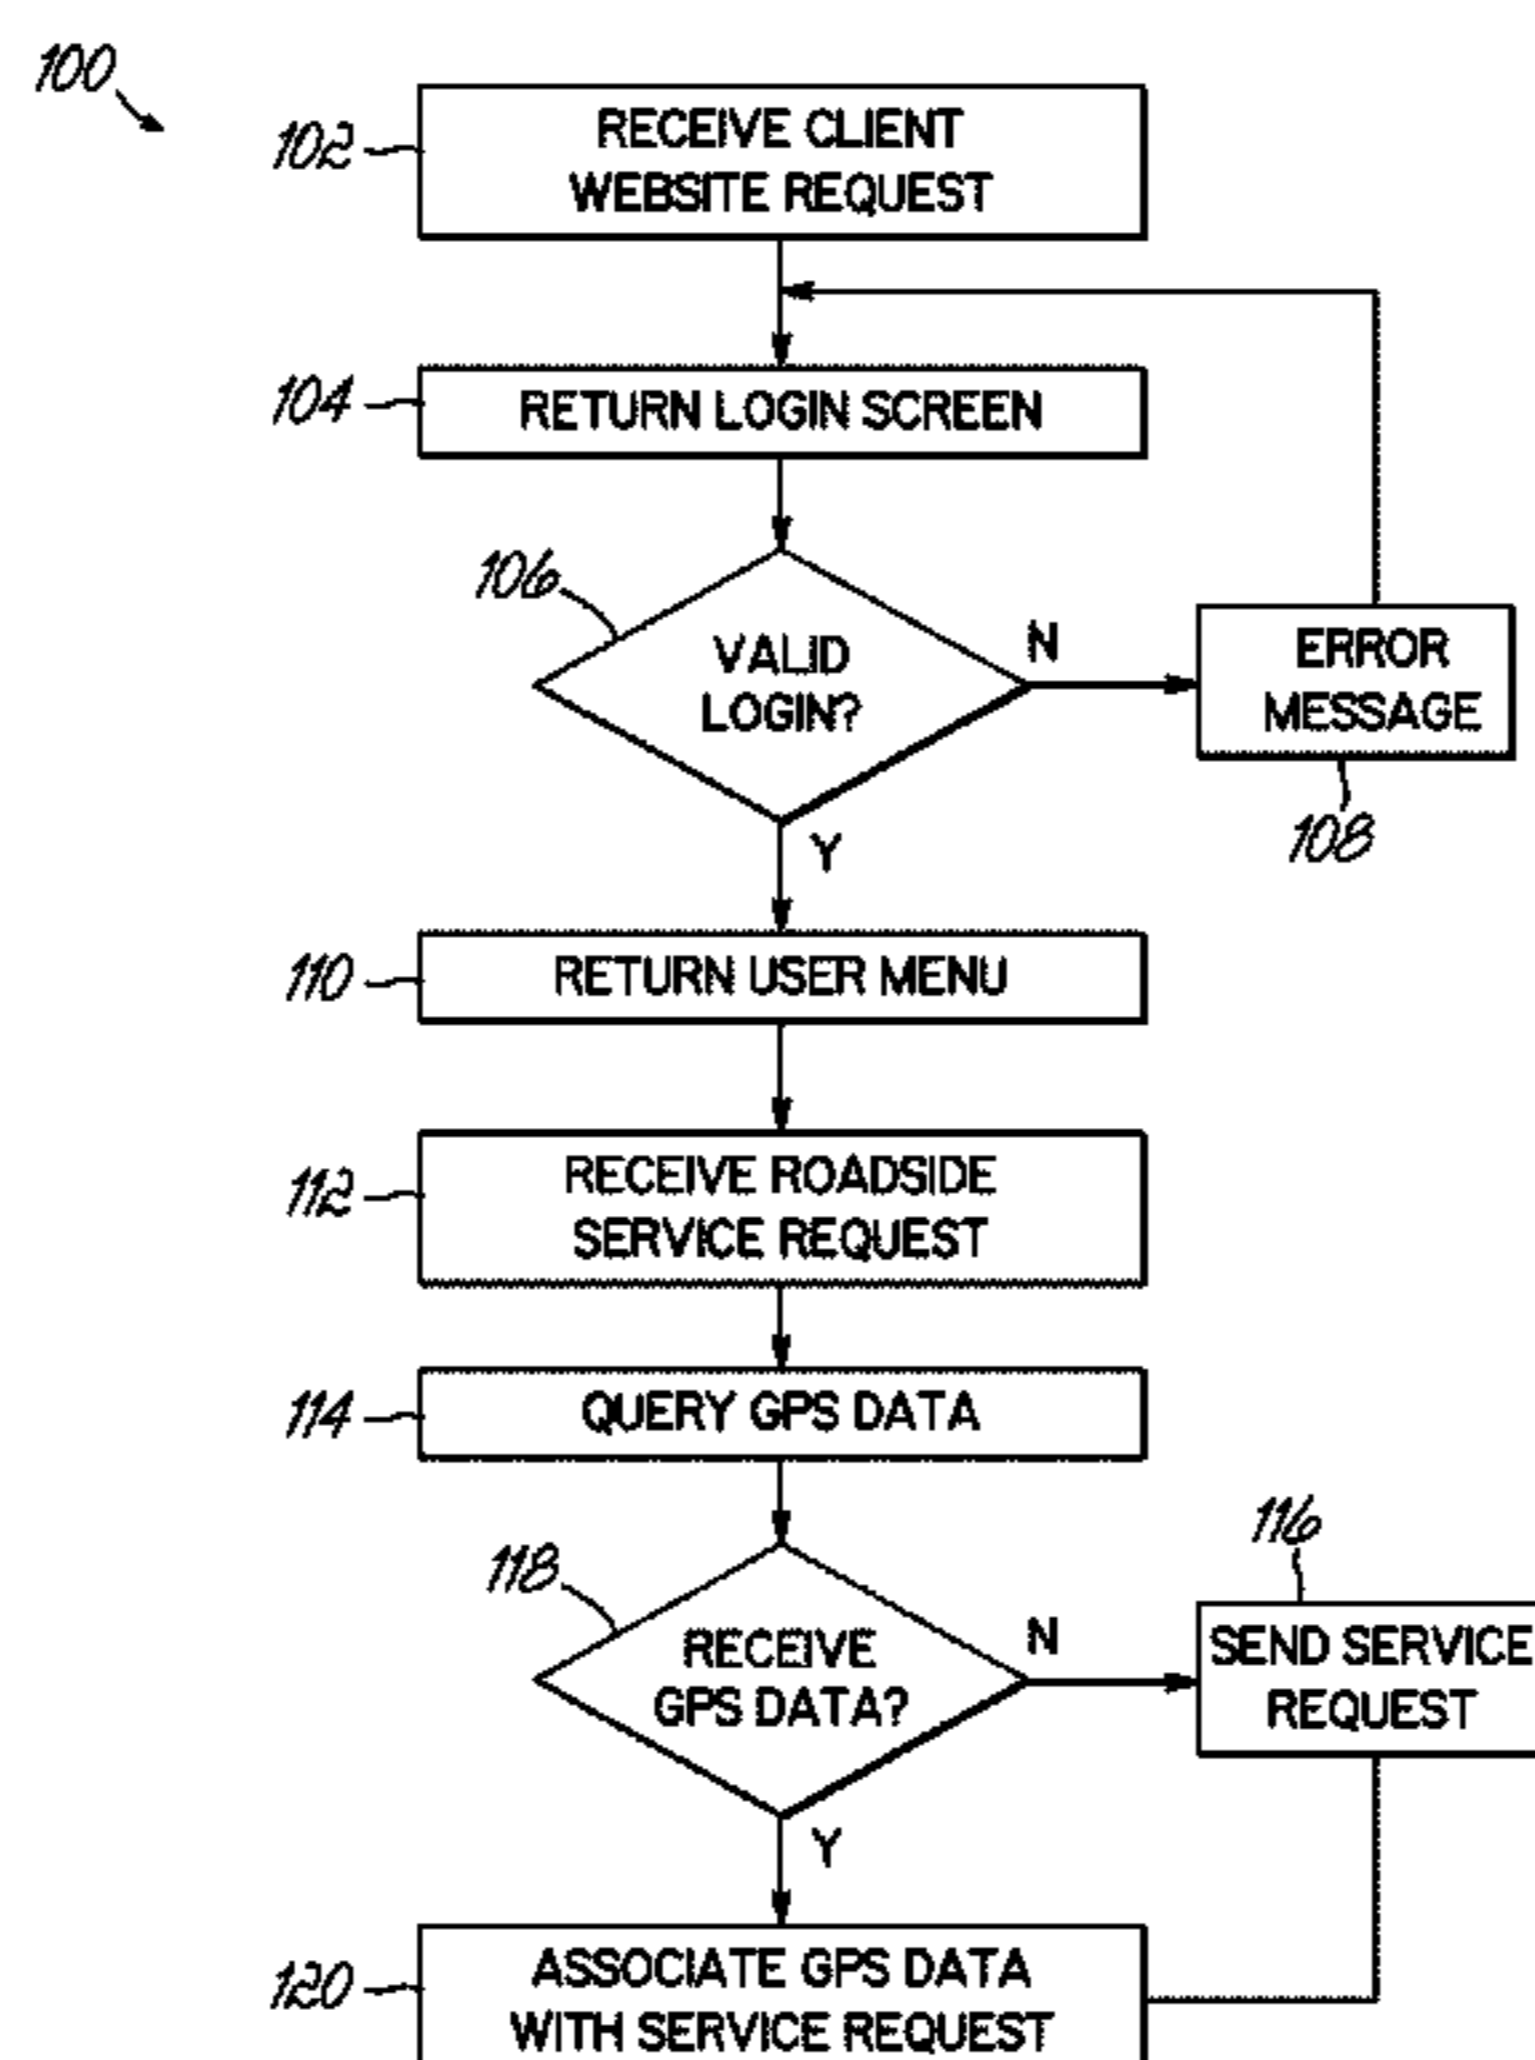 100
102
RECEIVE CLIENT
WEBSITE REQUEST
104
RETURN LOGIN SCREEN
106
VALID
LOGIN?
N
ERROR
MESSAGE
108
Y
110
RETURN USER MENU
112
RECEIVE ROADSIDE
SERVICE REQUEST
114
QUERY GPS DATA
118
RECEIVE
GPS DATA?
N
116
SEND SERVICE
REQUEST
Y
120
ASSOCIATE GPS DATA
WITH SERVICE REQUEST